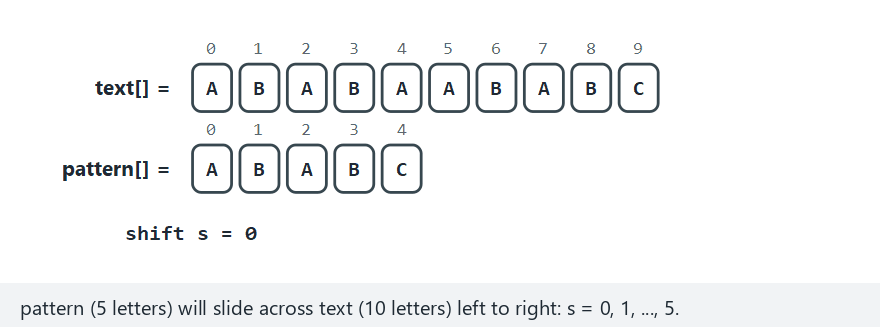 0 1 2 3 4 5 6 7 8 9
text[] = A B A B A A B A B C
0 1 2 3 4
pattern[] = A B A B C
shift s = 0
pattern (5 letters) will slide across text (10 letters) left to right: s = 0, 1, ..., 5.